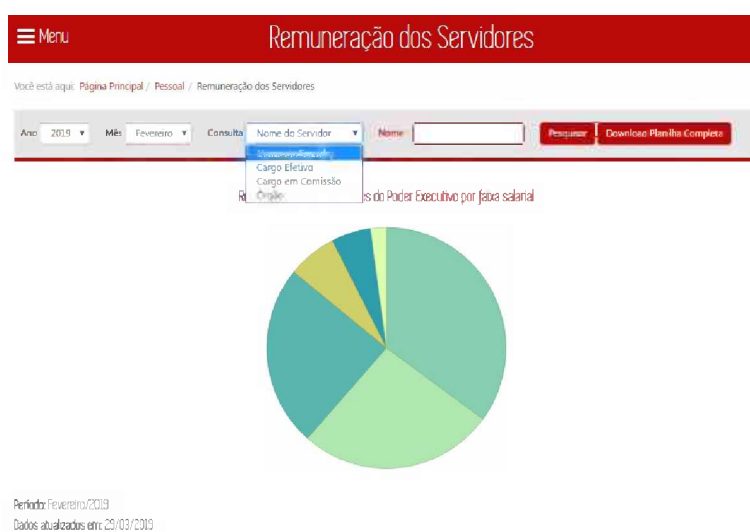 Menu
Remuneração dos Servidores
Você está aqui: Página Principal / Pessoal / Remuneração dos Servidores
Ano 2019 Mês Fevereiro Consulta Nome do Servidor Nome Pesquisar Download Planilha Completa
Cargo Efetivo
Cargo em Comissão
Órgão
do Poder Executivo por faixa salarial
Período: Fevereiro/2019
Dados atualizados em: 29/03/2019